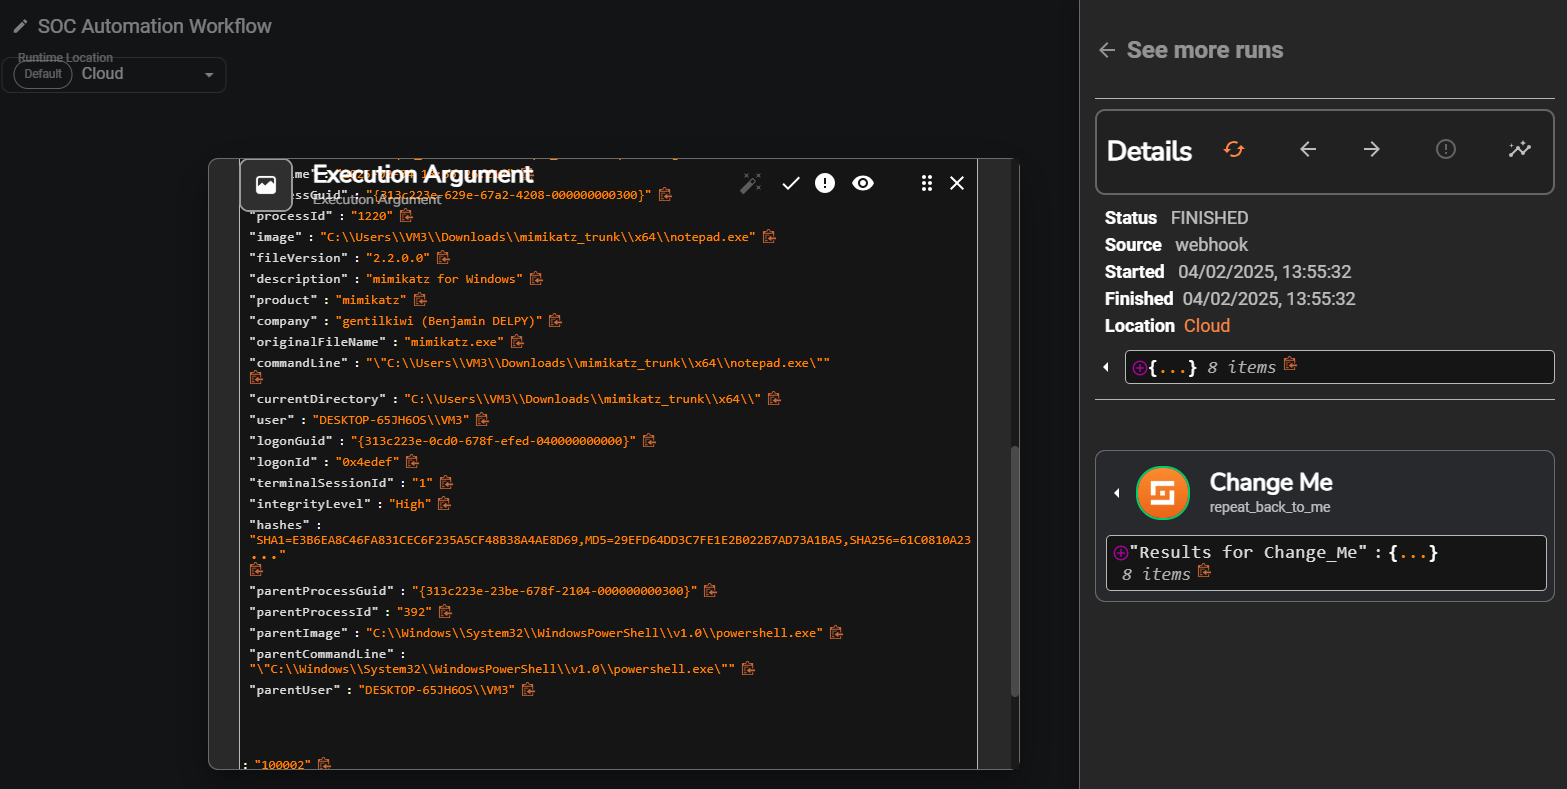 SOC Automation Workflow
Runtime Location
Default Cloud
Execution Argument
Execution Argument
"{313c223e-629e-67a2-4208-000000000300}"
"processId" : "1220"
"image" : "C:\\Users\\VM3\\Downloads\\mimikatz_trunk\\x64\\notepad.exe"
"fileVersion" : "2.2.0.0"
"description" : "mimikatz for Windows"
"product" : "mimikatz"
"company" : "gentilkiwi (Benjamin DELPY)"
"originalFileName" : "mimikatz.exe"
"commandLine" : "\"C:\\Users\\VM3\\Downloads\\mimikatz_trunk\\x64\\notepad.exe\""
"currentDirectory" : "C:\\Users\\VM3\\Downloads\\mimikatz_trunk\\x64\\"
"user" : "DESKTOP-65JH6OS\\VM3"
"logonGuid" : "{313c223e-0cd0-678f-efed-040000000000}"
"logonId" : "0x4edef"
"terminalSessionId" : "1"
"integrityLevel" : "High"
"hashes" :
"SHA1=E3B6EA8C46FA831CEC6F235A5CF48B38A4AE8D69,MD5=29EFD64DD3C7FE1E2B022B7AD73A1BA5,SHA256=61C0810A23
..."
"parentProcessGuid" : "{313c223e-23be-678f-2104-000000000300}"
"parentProcessId" : "392"
"parentImage" : "C:\\Windows\\System32\\WindowsPowerShell\\v1.0\\powershell.exe"
"parentCommandLine" :
"\"C:\\Windows\\System32\\WindowsPowerShell\\v1.0\\powershell.exe\""
"parentUser" : "DESKTOP-65JH6OS\\VM3"
: "100002"
See more runs
Details
Status FINISHED
Source webhook
Started 04/02/2025, 13:55:32
Finished 04/02/2025, 13:55:32
Location Cloud
{...} 8 items
Change Me
repeat_back_to_me
"Results for Change_Me" : {...}
8 items